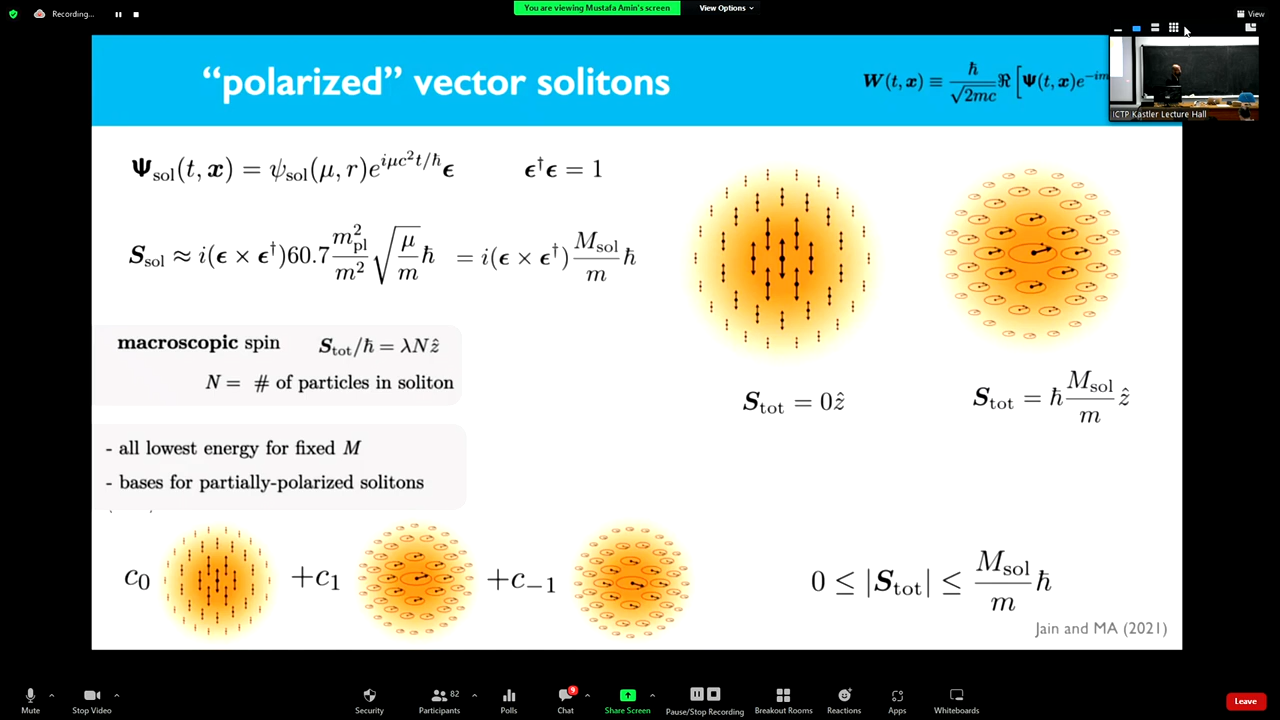 Recording...
You are viewing Mustafa Amin's screen
View Options
View
"polarized" vector solitons
W(t, x) ≡ ħ/√2mc ℜ[Ψ(t, x)e^{-im
ICTP Kastler Lecture Hall
Ψ_sol(t, x) = ψ_sol(μ, r)e^{iμc²t/ħ}ϵ
ϵ†ϵ = 1
S_sol ≈ i(ϵ × ϵ†)60.7 m²_pl/m² √(μ/m) ħ = i(ϵ × ϵ†) M_sol/m ħ
macroscopic spin S_tot/ħ = λNẑ
N = # of particles in soliton
S_tot = 0ẑ
S_tot = ħ M_sol/m ẑ
- all lowest energy for fixed M
- bases for partially-polarized solitons
c₀ +c₁ +c₋₁
0 ≤ |S_tot| ≤ M_sol/m ħ
Jain and MA (2021)
Mute
Stop Video
Security
82
Participants
Polls
9
Chat
Share Screen
Pause/Stop Recording
Breakout Rooms
Reactions
Apps
Whiteboards
Leave